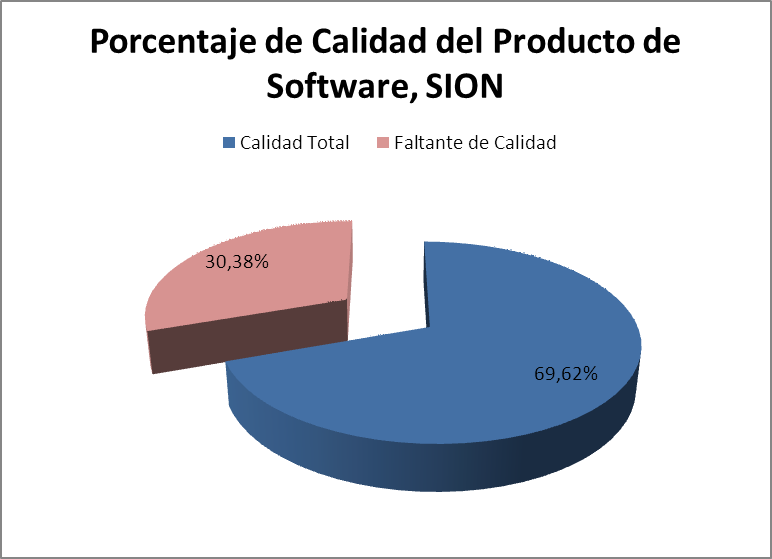 Porcentaje de Calidad del Producto de
Software, SION
Calidad Total Faltante de Calidad
30,38%
69,62%